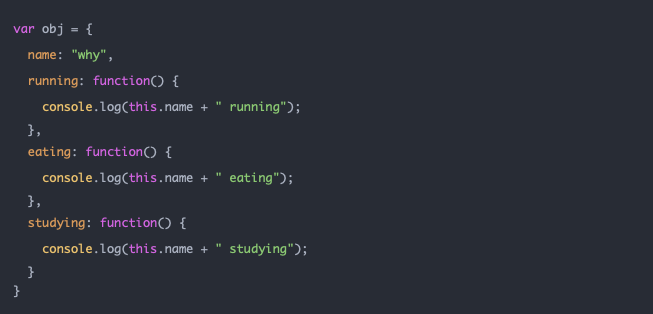 var obj = {
  name: "why",
  running: function() {
    console.log(this.name + " running");
  },
  eating: function() {
    console.log(this.name + " eating");
  },
  studying: function() {
    console.log(this.name + " studying");
  }
}